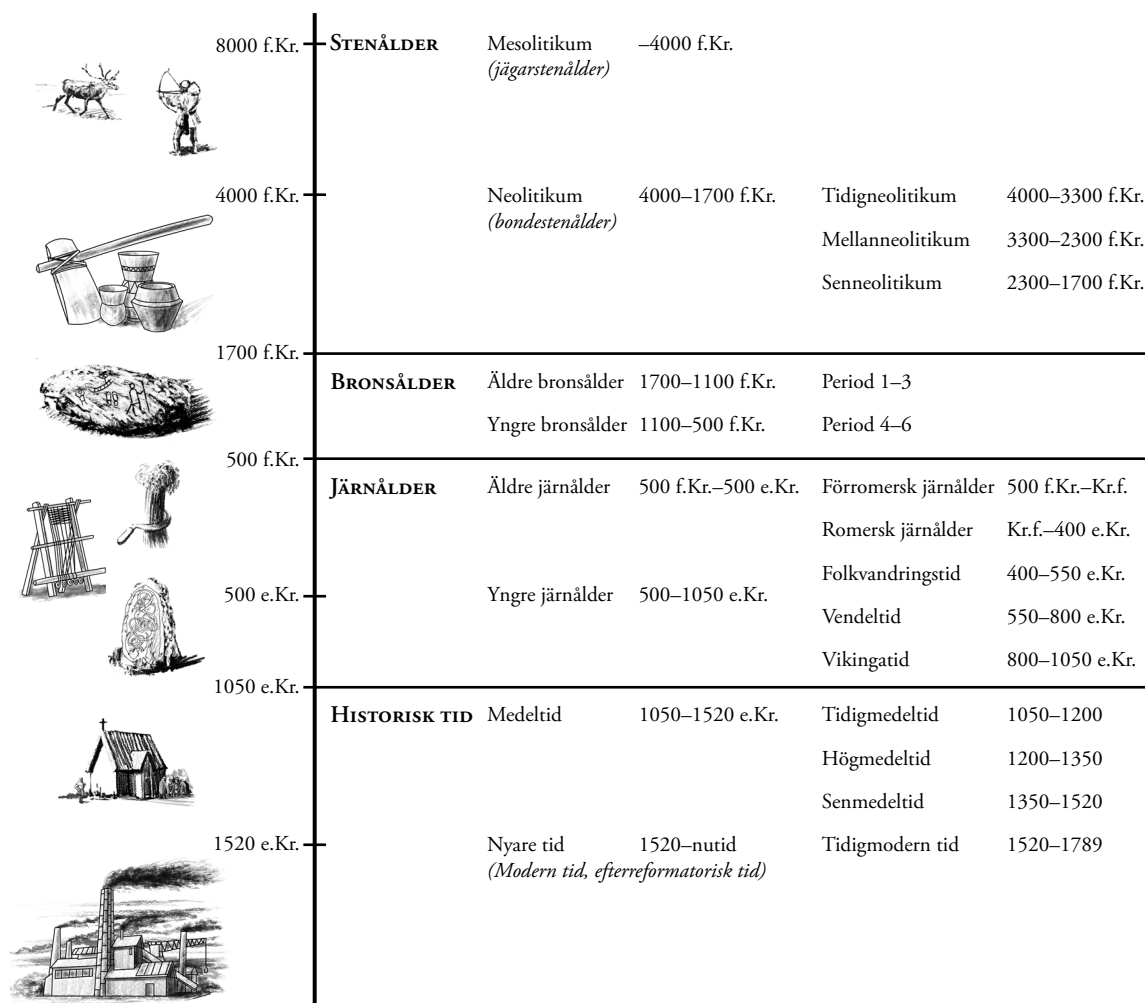 8000 f.Kr. STENÅLDER Mesolitikum –4000 f.Kr.
(jägarstenålder)
4000 f.Kr. Neolitikum 4000–1700 f.Kr. Tidigneolitikum 4000–3300 f.Kr.
(bondestenålder)
Mellanneolitikum 3300–2300 f.Kr.
Senneolitikum 2300–1700 f.Kr.
1700 f.Kr.
BRONSÅLDER Äldre bronsålder 1700–1100 f.Kr. Period 1–3
Yngre bronsålder 1100–500 f.Kr. Period 4–6
500 f.Kr.
JÄRNÅLDER Äldre järnålder 500 f.Kr.–500 e.Kr. Förromersk järnålder 500 f.Kr.–Kr.f.
Romersk järnålder Kr.f.–400 e.Kr.
Folkvandringstid 400–550 e.Kr.
500 e.Kr. Yngre järnålder 500–1050 e.Kr.
Vendeltid 550–800 e.Kr.
Vikingatid 800–1050 e.Kr.
1050 e.Kr.
HISTORISK TID Medeltid 1050–1520 e.Kr. Tidigmedeltid 1050–1200
Högmedeltid 1200–1350
Senmedeltid 1350–1520
1520 e.Kr. Nyare tid 1520–nutid Tidigmodern tid 1520–1789
(Modern tid, efterreformatorisk tid)